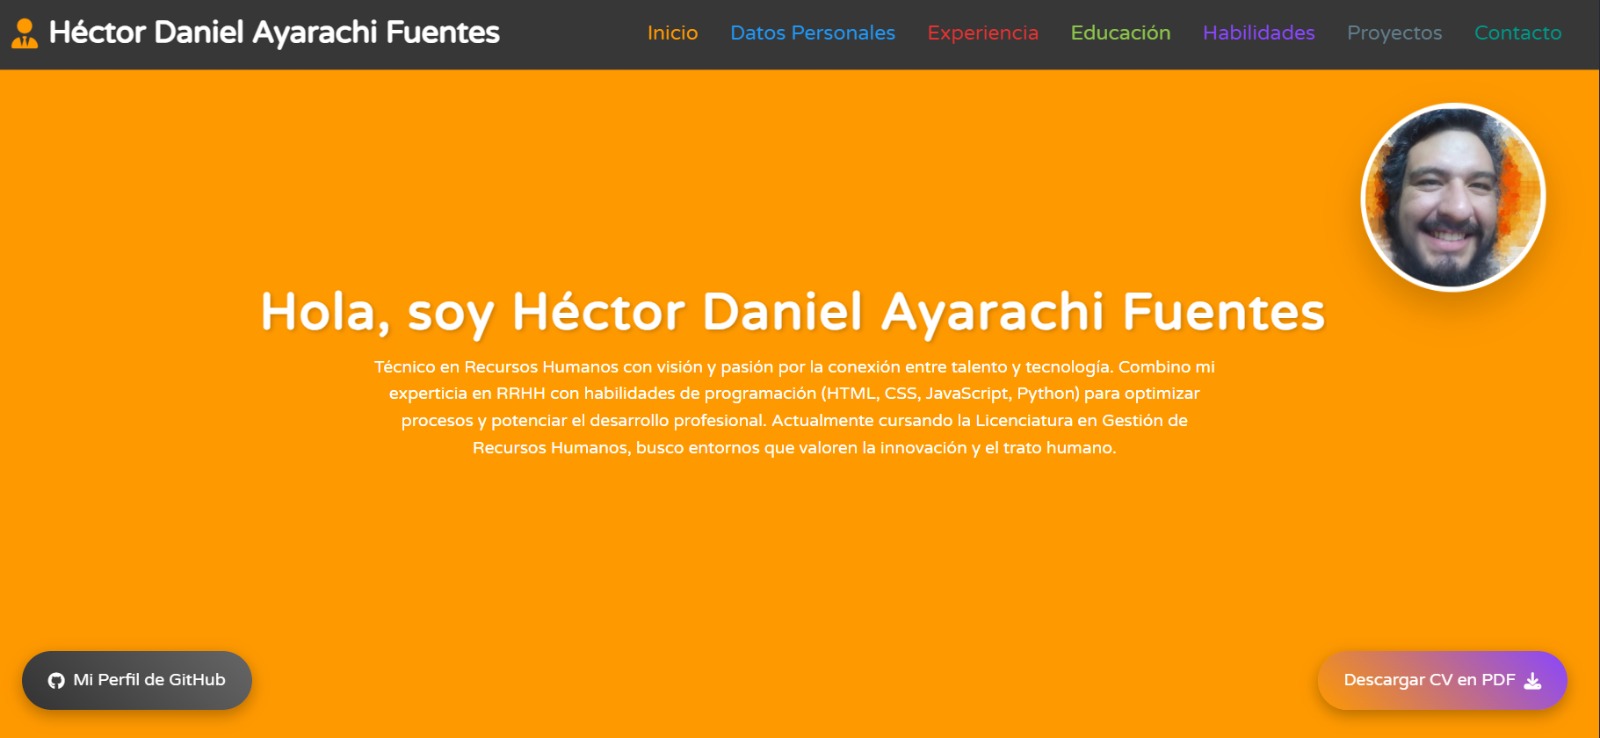 Héctor Daniel Ayarachi Fuentes
Inicio Datos Personales Experiencia Educación Habilidades Proyectos Contacto
Hola, soy Héctor Daniel Ayarachi Fuentes
Técnico en Recursos Humanos con visión y pasión por la conexión entre talento y tecnología. Combino mi
experticia en RRHH con habilidades de programación (HTML, CSS, JavaScript, Python) para optimizar
procesos y potenciar el desarrollo profesional. Actualmente cursando la Licenciatura en Gestión de
Recursos Humanos, busco entornos que valoren la innovación y el trato humano.
Mi Perfil de GitHub
Descargar CV en PDF